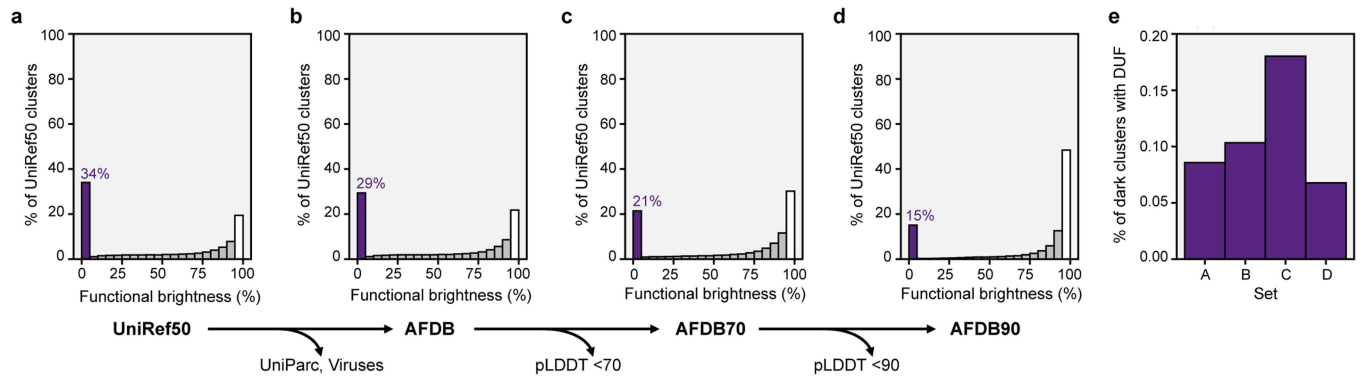 a
% of UniRef50 clusters
100
80
60
40
20
0
34%
0 25 50 75 100
Functional brightness (%)
b
% of UniRef50 clusters
100
80
60
40
20
0
29%
0 25 50 75 100
Functional brightness (%)
c
% of UniRef50 clusters
100
80
60
40
20
0
21%
0 25 50 75 100
Functional brightness (%)
d
% of UniRef50 clusters
100
80
60
40
20
0
15%
0 25 50 75 100
Functional brightness (%)
e
% of dark clusters with DUF
0.20
0.15
0.10
0.05
0.00
A B C D
Set
UniRef50 AFDB AFDB70 AFDB90
UniParc, Viruses pLDDT <70 pLDDT <90